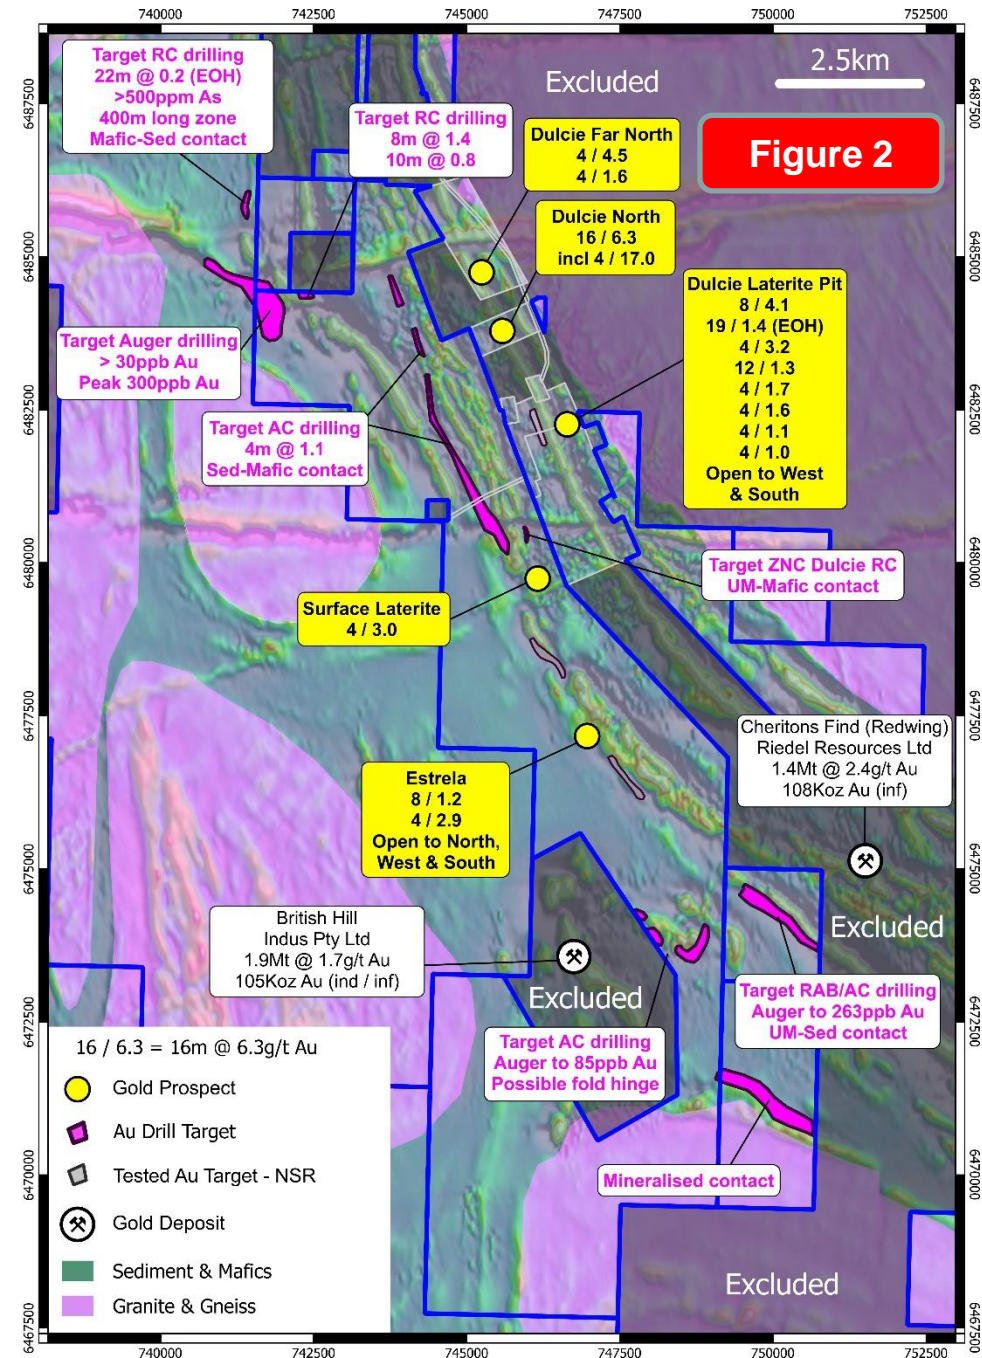 740000
742500
745000
747500
750000
752500
6487500
6485000
6482500
6480000
6477500
6475000
6472500
6470000
6467500
6487500
6485000
6482500
6480000
6477500
6475000
6472500
6470000
6467500
2.5km
Excluded
Figure 2
Target RC drilling
22m @ 0.2 (EOH)
>500ppm As
400m long zone
Mafic-Sed contact
Target RC drilling
8m @ 1.4
10m @ 0.8
Dulcie Far North
4 / 4.5
4 / 1.6
Dulcie North
16 / 6.3
incl 4 / 17.0
Dulcie Laterite Pit
8 / 4.1
19 / 1.4 (EOH)
4 / 3.2
12 / 1.3
4 / 1.7
4 / 1.6
4 / 1.1
4 / 1.0
Open to West
& South
Target Auger drilling
> 30ppb Au
Peak 300ppb Au
Target AC drilling
4m @ 1.1
Sed-Mafic contact
Target ZNC Dulcie RC
UM-Mafic contact
Surface Laterite
4 / 3.0
Cheritons Find (Redwing)
Riedel Resources Ltd
1.4Mt @ 2.4g/t Au
108Koz Au (inf)
Estrela
8 / 1.2
4 / 2.9
Open to North,
West & South
British Hill
Indus Pty Ltd
1.9Mt @ 1.7g/t Au
105Koz Au (ind / inf)
Excluded
Excluded
Target RAB/AC drilling
Auger to 263ppb Au
UM-Sed contact
Target AC drilling
Auger to 85ppb Au
Possible fold hinge
Mineralised contact
Excluded
16 / 6.3 = 16m @ 6.3g/t Au
Gold Prospect
Au Drill Target
Tested Au Target - NSR
Gold Deposit
Sediment & Mafics
Granite & Gneiss
740000
742500
745000
747500
750000
752500